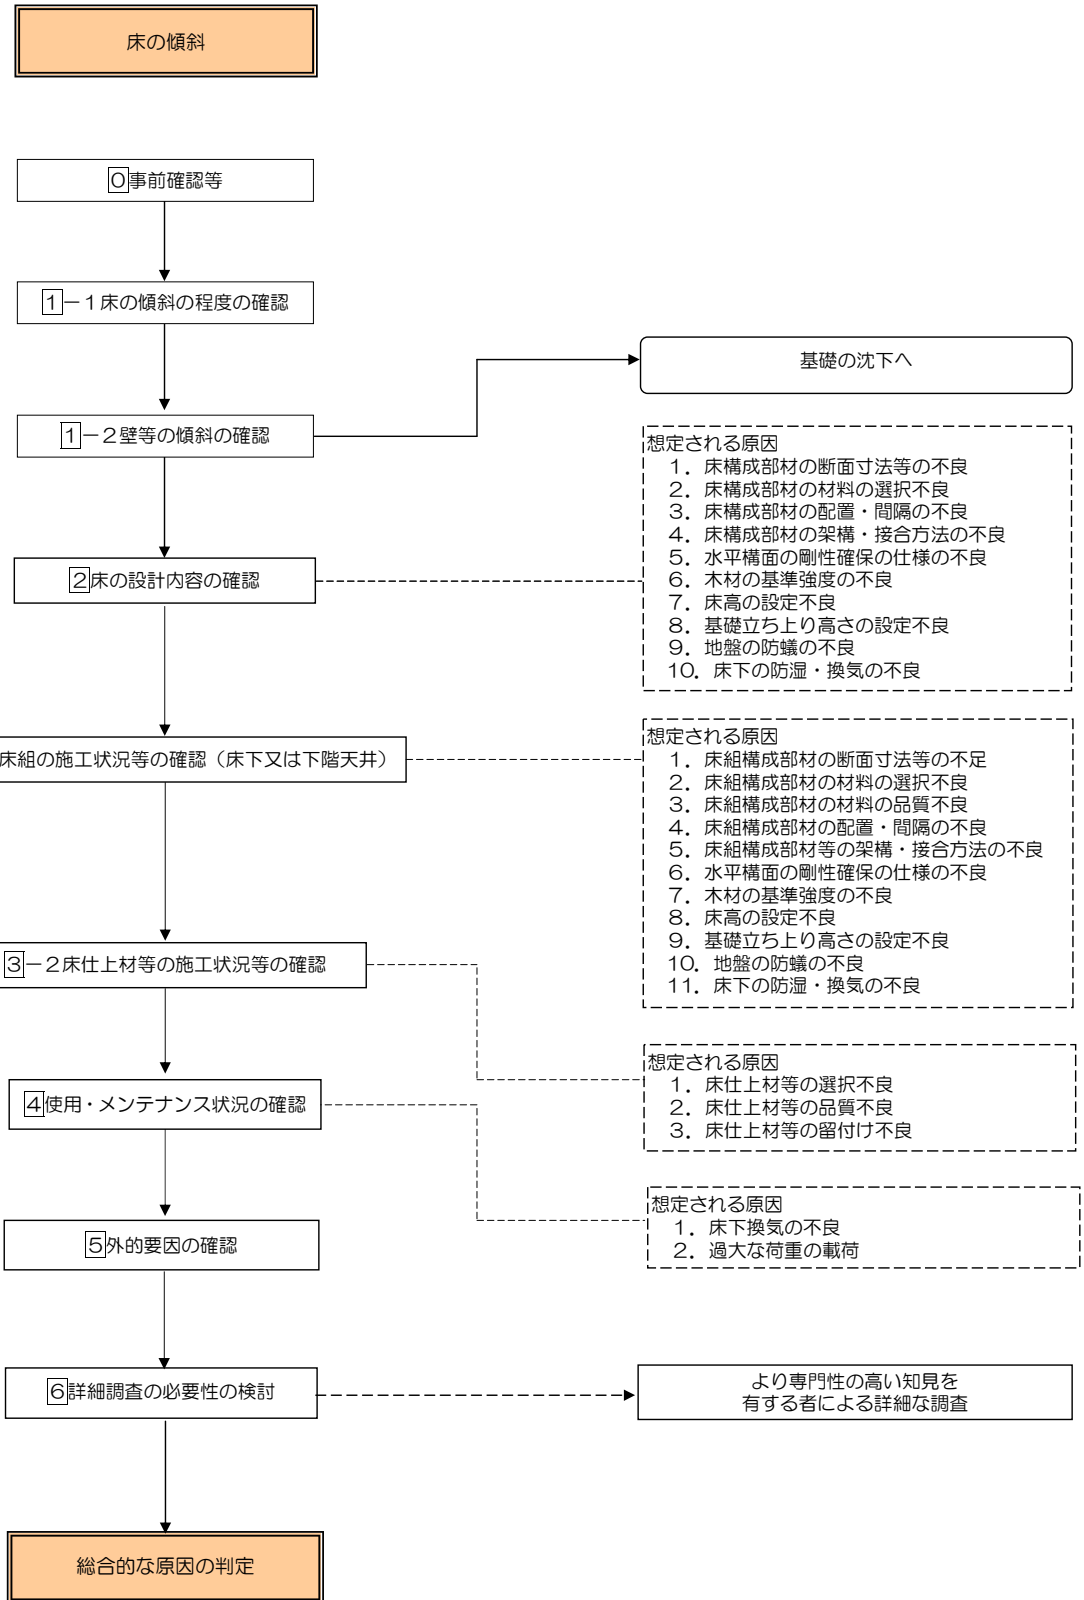 床の傾斜
0事前確認等
1－1床の傾斜の程度の確認
基礎の沈下へ
1－2壁等の傾斜の確認
想定される原因
1．床構成部材の断面寸法等の不良
2．床構成部材の材料の選択不良
3．床構成部材の配置・間隔の不良
4．床構成部材の架構・接合方法の不良
5．水平構面の剛性確保の仕様の不良
6．木材の基準強度の不良
7．床高の設定不良
8．基礎立ち上り高さの設定不良
9．地盤の防蟻の不良
10．床下の防湿・換気の不良
2床の設計内容の確認
床組の施工状況等の確認（床下又は下階天井）
想定される原因
1．床組構成部材の断面寸法等の不足
2．床組構成部材の材料の選択不良
3．床組構成部材の材料の品質不良
4．床組構成部材の配置・間隔の不良
5．床組構成部材等の架構・接合方法の不良
6．水平構面の剛性確保の仕様の不良
7．木材の基準強度の不良
8．床高の設定不良
9．基礎立ち上り高さの設定不良
10．地盤の防蟻の不良
11．床下の防湿・換気の不良
3－2床仕上材等の施工状況等の確認
想定される原因
1．床仕上材等の選択不良
2．床仕上材等の品質不良
3．床仕上材等の留付け不良
4使用・メンテナンス状況の確認
想定される原因
1．床下換気の不良
2．過大な荷重の載荷
5外的要因の確認
6詳細調査の必要性の検討
より専門性の高い知見を
有する者による詳細な調査
総合的な原因の判定